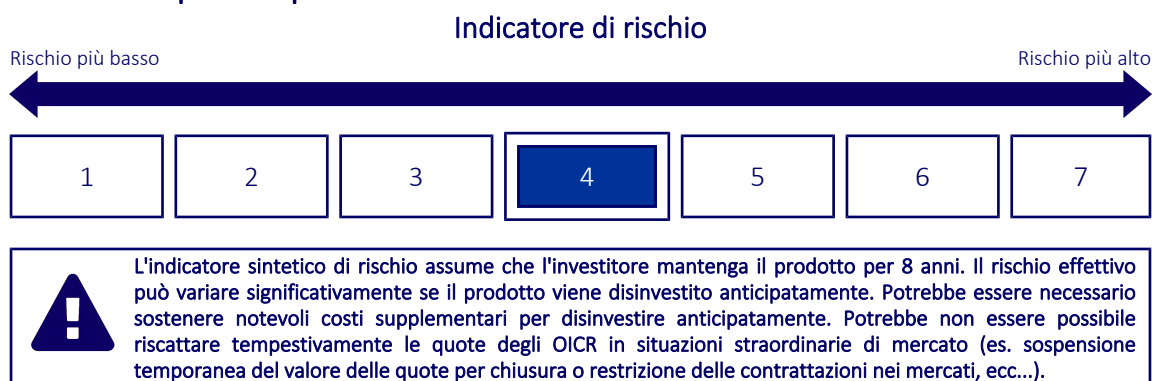 Indicatore di rischio
Rischio più basso
Rischio più alto
1 2 3 4 5 6 7
L'indicatore sintetico di rischio assume che l'investitore mantenga il prodotto per 8 anni. Il rischio effettivo
può variare significativamente se il prodotto viene disinvestito anticipatamente. Potrebbe essere necessario
sostenere notevoli costi supplementari per disinvestire anticipatamente. Potrebbe non essere possibile
riscattare tempestivamente le quote degli OICR in situazioni straordinarie di mercato (es. sospensione
temporanea del valore delle quote per chiusura o restrizione delle contrattazioni nei mercati, ecc...).